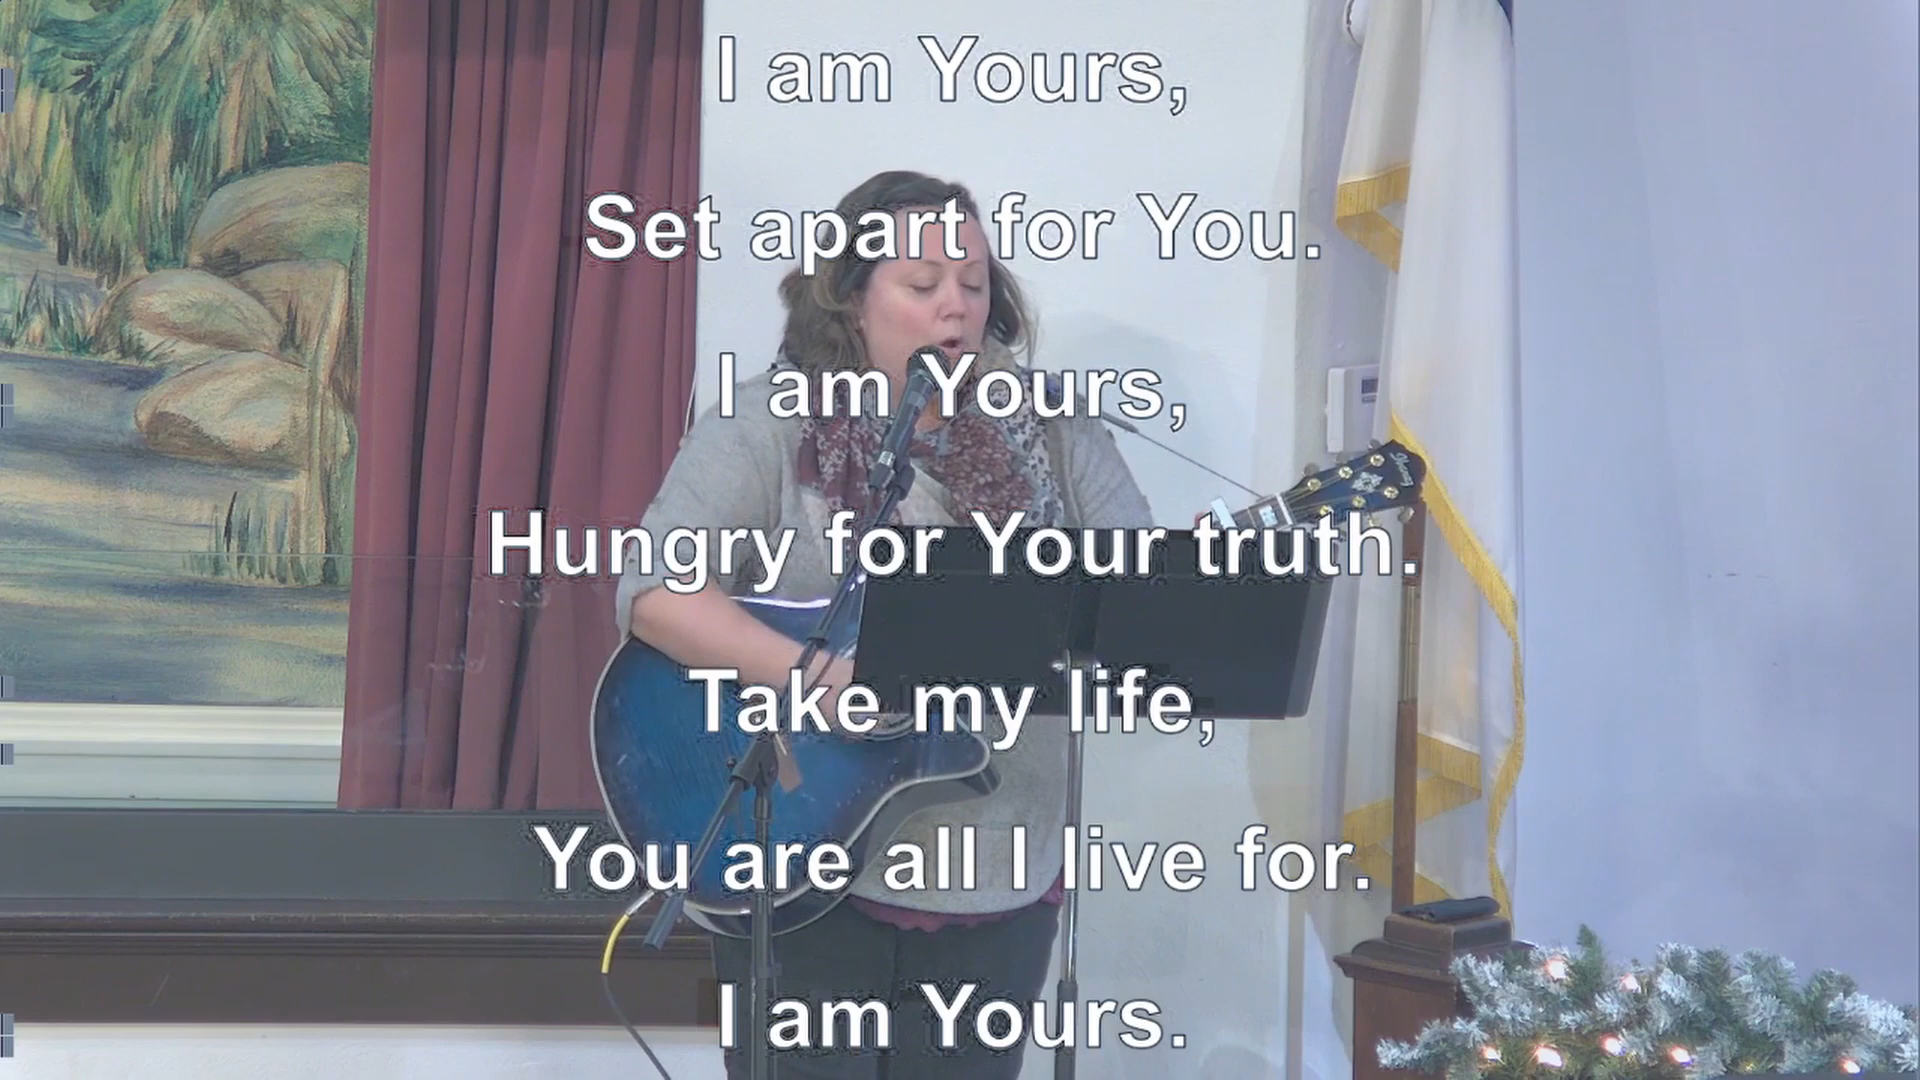 I am Yours,
Set apart for You.
I am Yours,
Hungry for Your truth.
Take my life,
You are all I live for.
I am Yours.
Ibanez